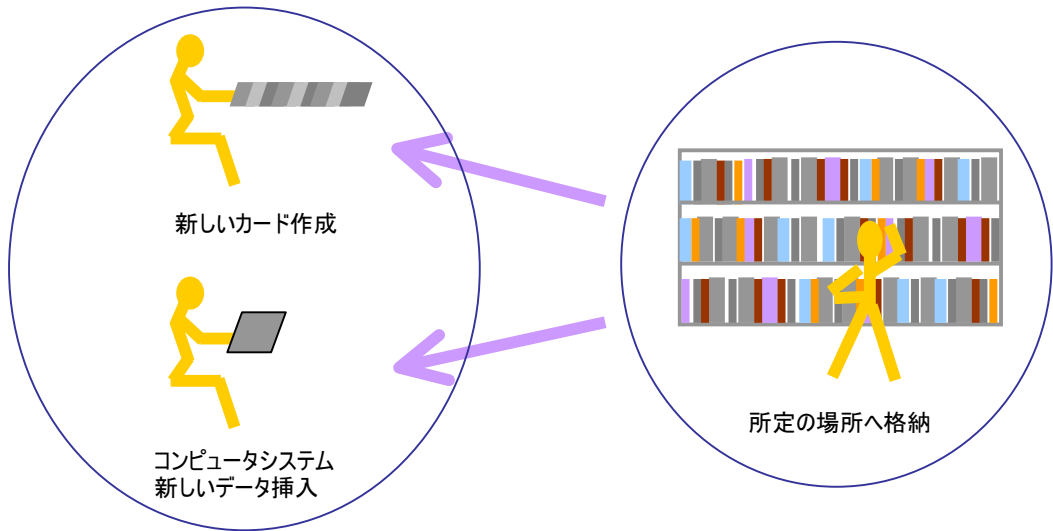 新しいカード作成
コンピュータシステム
新しいデータ挿入
所定の場所へ格納